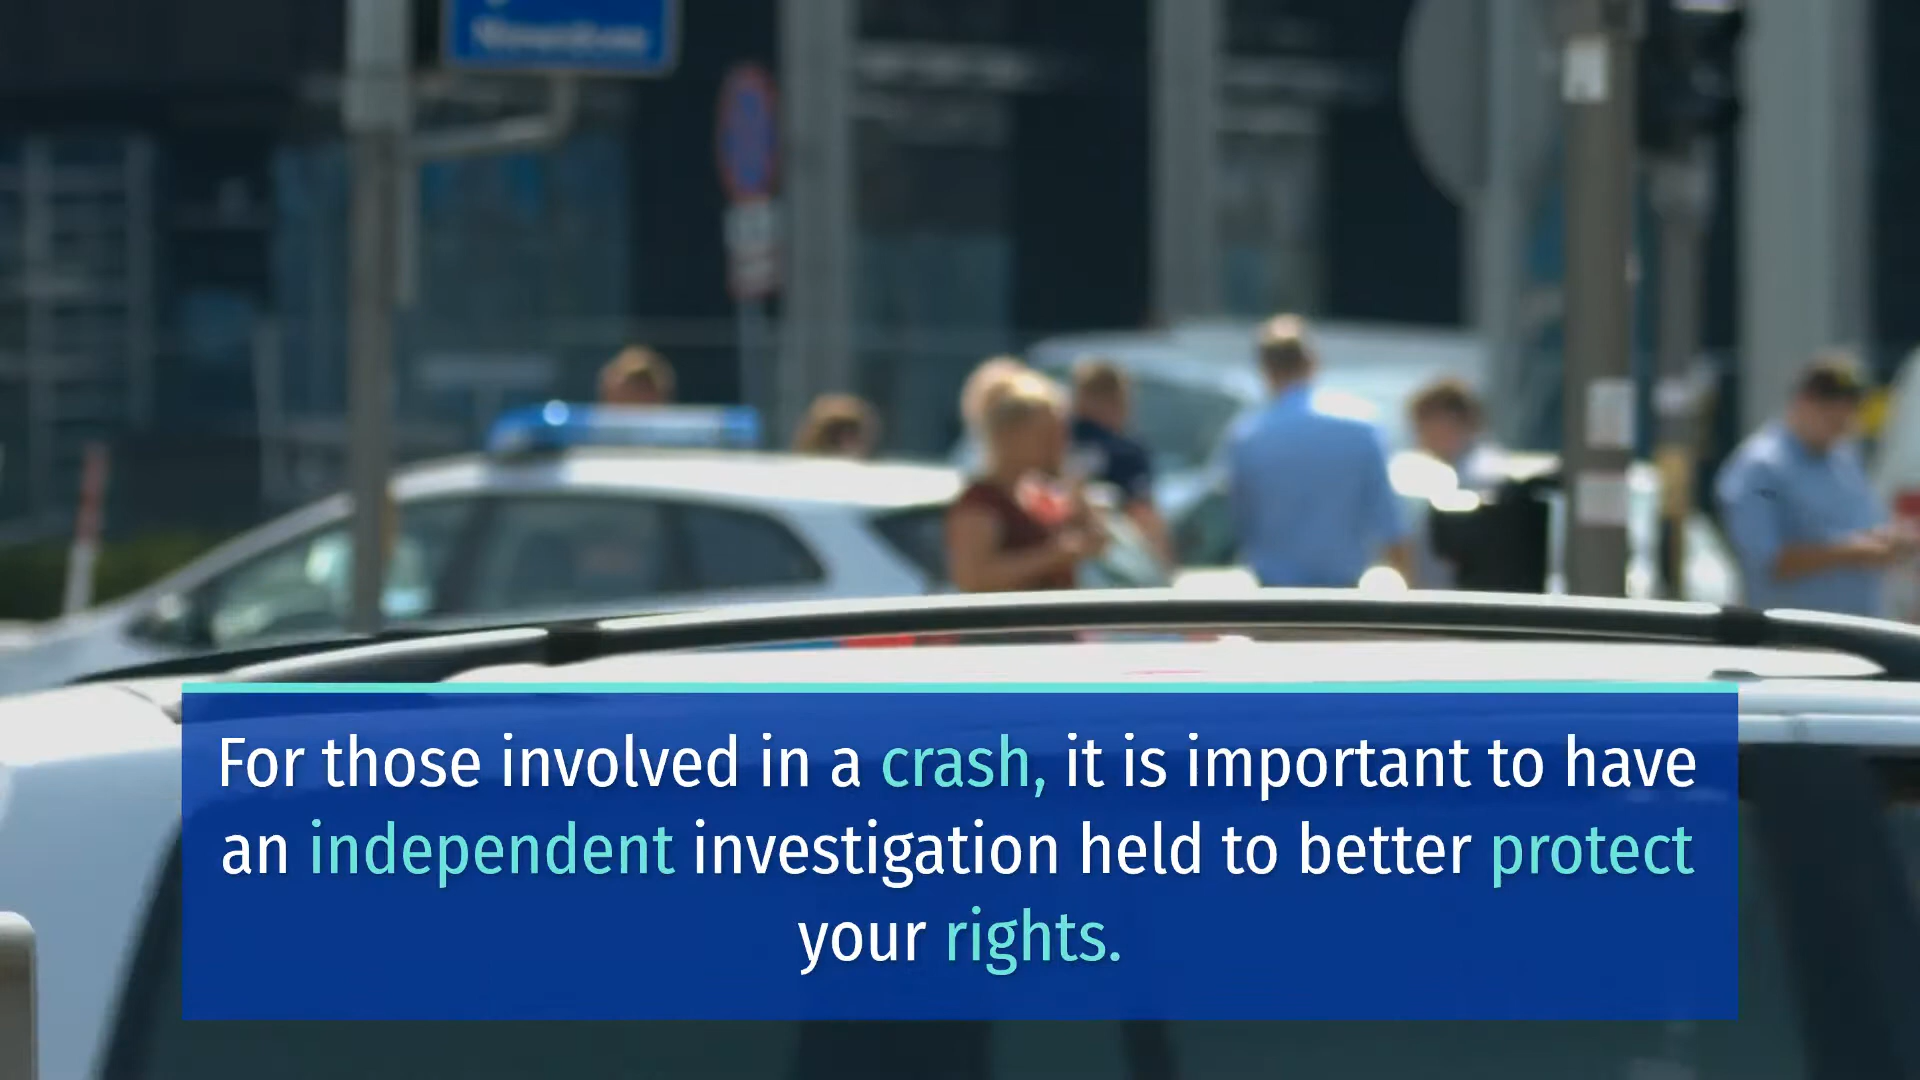 For those involved in a crash, it is important to have
an independent investigation held to better protect
your rights.